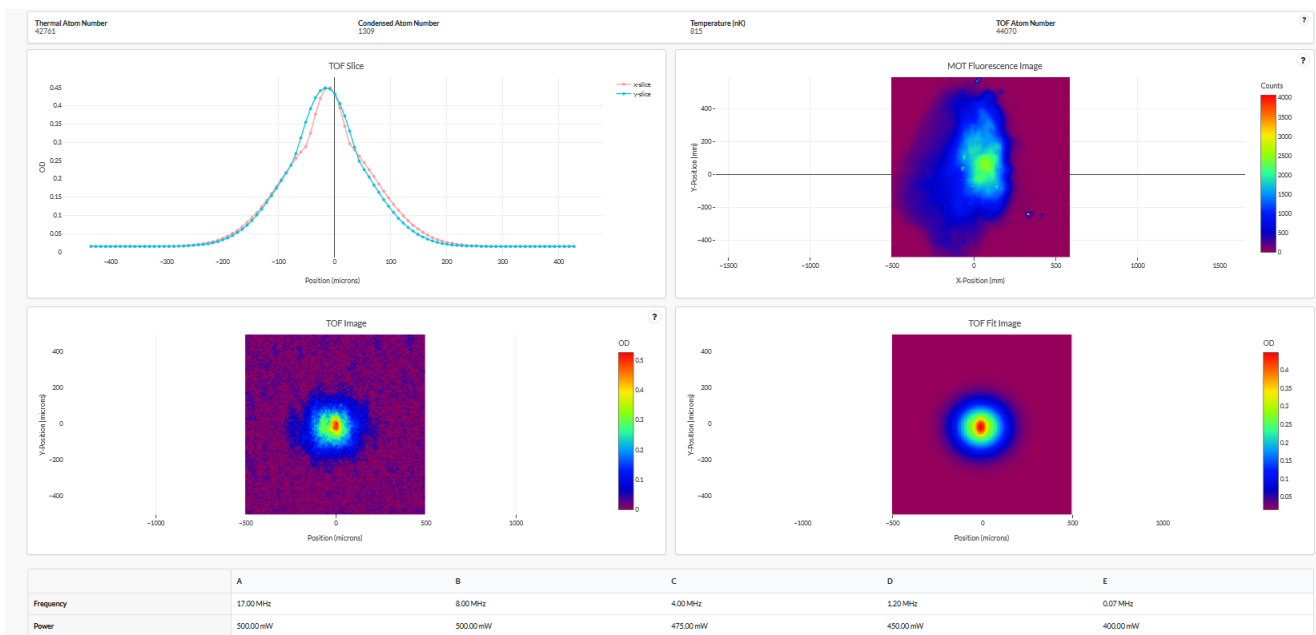 Thermal Atom Number Condensed Atom Number Temperature (nK) TOF Atom Number ?
42761 1309 815 44070
TOF Slice
x-slice
y-slice
0.45
0.4
0.35
0.3
0.25
0.2
0.15
0.1
0.05
0
OD
−400 −300 −200 −100 0 100 200 300 400
Position (microns)
?
MOT Fluorescence Image
Counts
4000
3500
3000
2500
2000
1500
1000
500
0
400
200
0
−200
−400
Y-Position (mm)
−1500 −1000 −500 0 500 1000 1500
X-Position (mm)
?
TOF Image
OD
0.5
0.4
0.3
0.2
0.1
0
400
200
0
−200
−400
Y-Position (microns)
−1000 −500 0 500 1000
Position (microns)
TOF Fit Image
OD
0.4
0.35
0.3
0.25
0.2
0.15
0.1
0.05
400
200
0
−200
−400
Y-Position (microns)
−1000 −500 0 500 1000
Position (microns)
A B C D E
Frequency 17.00 MHz 8.00 MHz 4.00 MHz 1.20 MHz 0.07 MHz
Power 500.00 mW 500.00 mW 475.00 mW 450.00 mW 400.00 mW